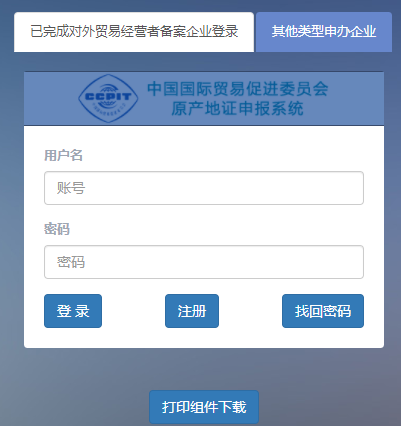 已完成对外贸易经营者备案企业登录
其他类型申办企业
CCPIT
中国国际贸易促进委员会
原产地证申报系统
用户名
账号
密码
密码
登 录
注册
找回密码
打印组件下载